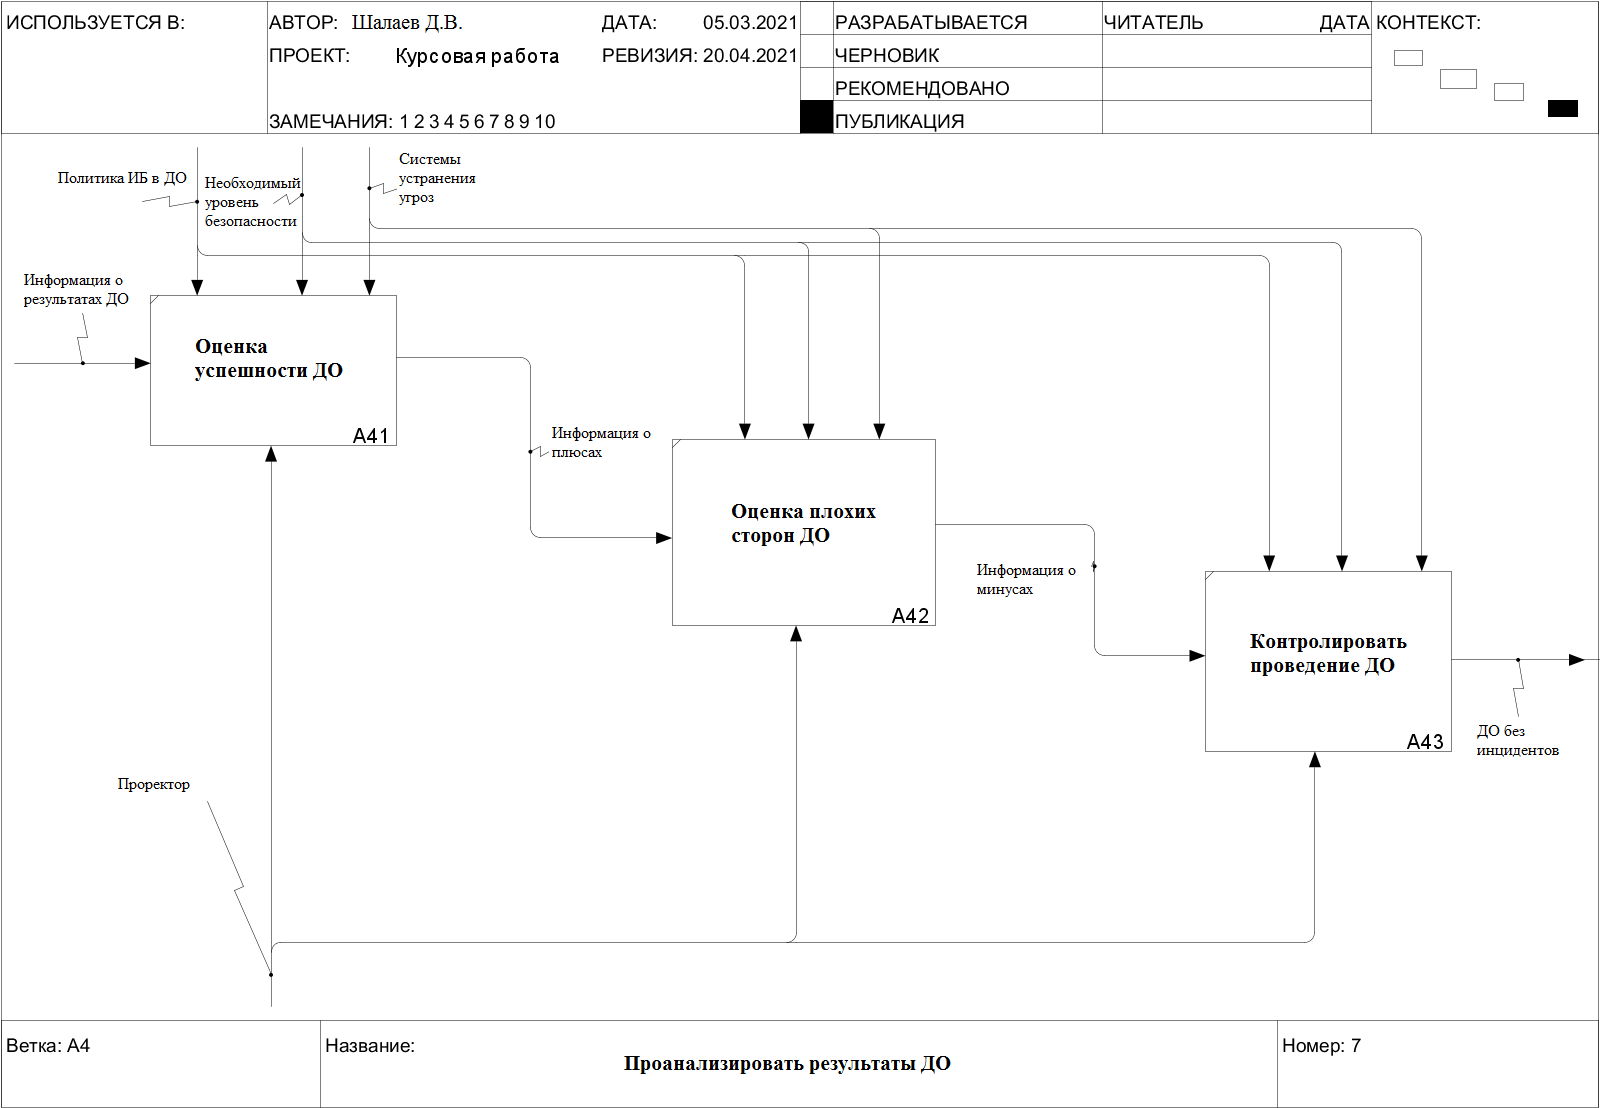 ИСПОЛЬЗУЕТСЯ В:
АВТОР: Шалаев Д.В.
ДАТА: 05.03.2021
ПРОЕКТ: Курсовая работа
РЕВИЗИЯ: 20.04.2021
ЗАМЕЧАНИЯ: 1 2 3 4 5 6 7 8 9 10
РАЗРАБАТЫВАЕТСЯ
ЧЕРНОВИК
РЕКОМЕНДОВАНО
ПУБЛИКАЦИЯ
ЧИТАТЕЛЬ
ДАТА
КОНТЕКСТ:
Политика ИБ в ДО
Необходимый
уровень
безопасности
Системы
устранения
угроз
Информация о
результатах ДО
Оценка
успешности ДО
A41
Информация о
плюсах
Оценка плохих
сторон ДО
A42
Информация о
минусах
Контролировать
проведение ДО
A43
ДО без
инцидентов
Проректор
Ветка: A4
Название:
Проанализировать результаты ДО
Номер: 7